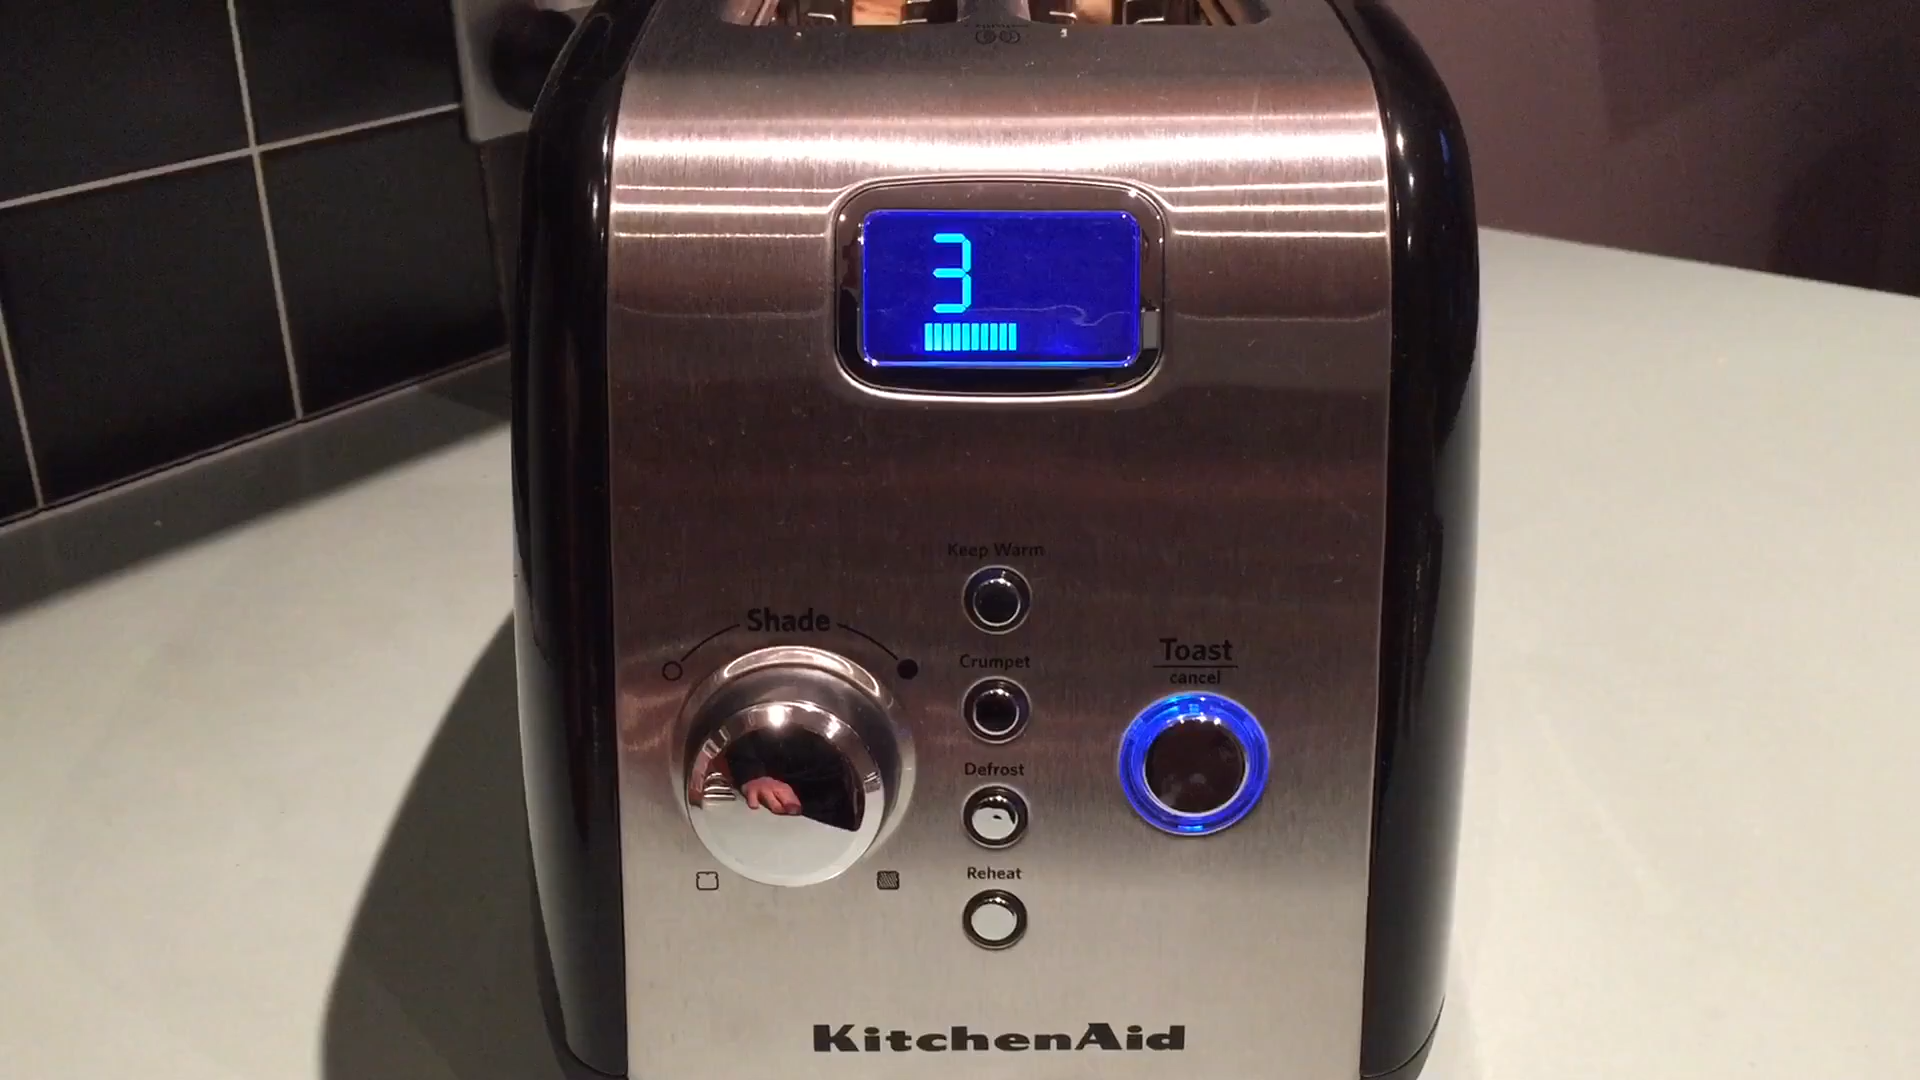 3
Keep Warm
Shade
Crumpet
Toast
cancel
Defrost
Reheat
KitchenAid